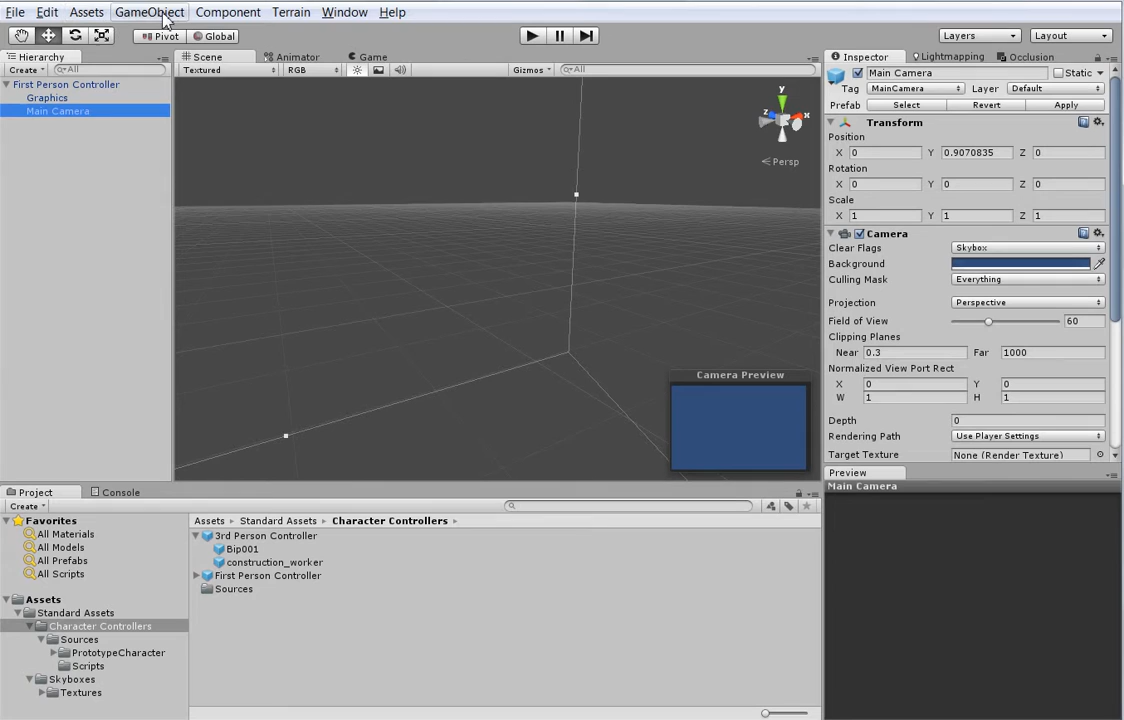 File Edit Assets GameObject Component Terrain Window Help
Pivot Global Layers Layout
Hierarchy Scene Animator Game Inspector Lightmapping Occlusion
Create All Textured RGB Gizmos All Main Camera Static
First Person Controller
Graphics
Main Camera
y
x
z
Persp
Tag MainCamera Layer Default
Prefab Select Revert Apply
Transform
Position
X 0 Y 0.9070835 Z 0
Rotation
X 0 Y 0 Z 0
Scale
X 1 Y 1 Z 1
Camera
Clear Flags Skybox
Background
Culling Mask Everything
Projection Perspective
Field of View 60
Clipping Planes
Near 0.3 Far 1000
Normalized View Port Rect
X 0 Y 0
W 1 H 1
Depth 0
Rendering Path Use Player Settings
Target Texture None (Render Texture)
Camera Preview
Preview
Main Camera
Project Console
Create
Favorites
All Materials
All Models
All Prefabs
All Scripts
Assets
Standard Assets
Character Controllers
Sources
PrototypeCharacter
Scripts
Skyboxes
Textures
Assets Standard Assets Character Controllers
3rd Person Controller
Bip001
construction_worker
First Person Controller
Sources